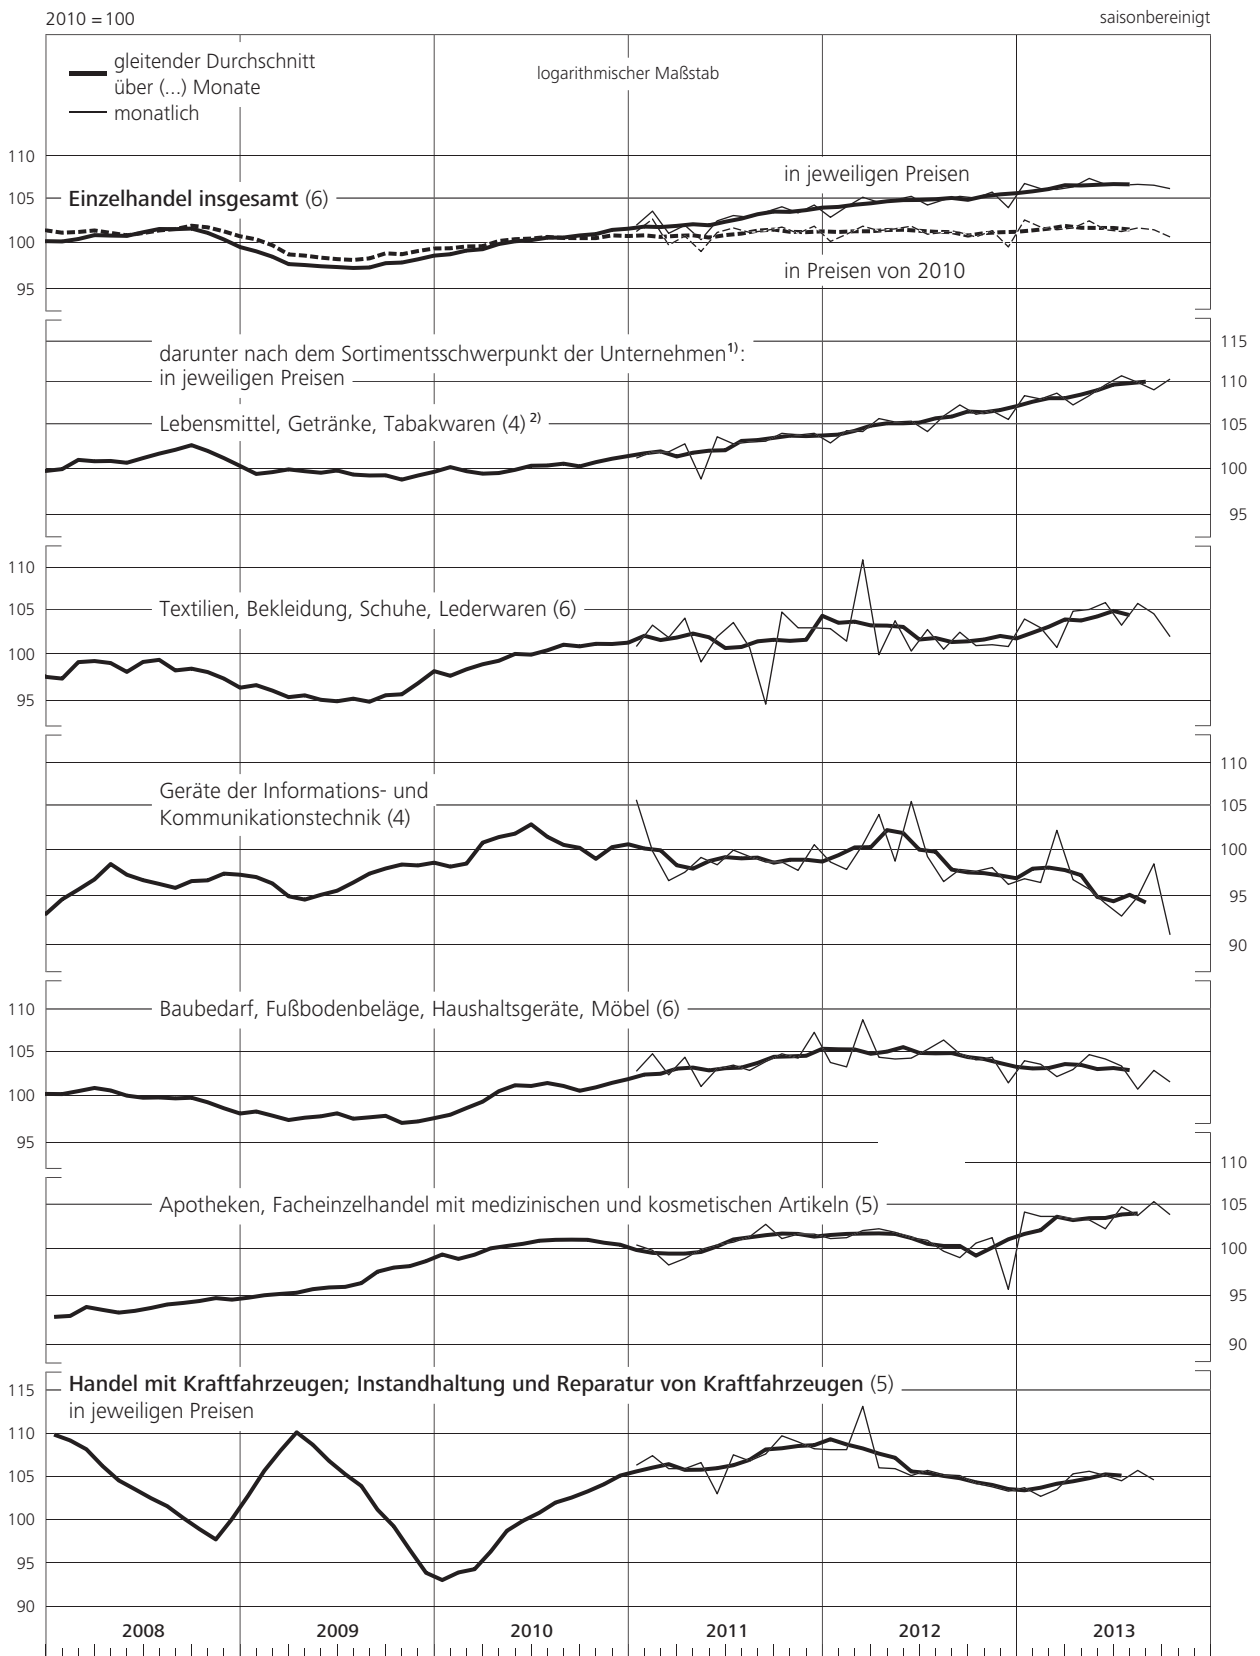 2010 = 100
saisonbereinigt
gleitender Durchschnitt
über (...) Monate
monatlich
logarithmischer Maßstab
110
105
100
95
Einzelhandel insgesamt (6)
in jeweiligen Preisen
in Preisen von 2010
darunter nach dem Sortimentsschwerpunkt der Unternehmen¹⁾:
in jeweiligen Preisen
Lebensmittel, Getränke, Tabakwaren (4) ²⁾
115
110
105
100
95
110
105
100
95
Textilien, Bekleidung, Schuhe, Lederwaren (6)
Geräte der Informations- und
Kommunikationstechnik (4)
110
105
100
95
90
110
105
100
95
Baubedarf, Fußbodenbeläge, Haushaltsgeräte, Möbel (6)
Apotheken, Facheinzelhandel mit medizinischen und kosmetischen Artikeln (5)
110
105
100
95
90
Handel mit Kraftfahrzeugen; Instandhaltung und Reparatur von Kraftfahrzeugen (5)
in jeweiligen Preisen
115
110
105
100
95
90
2008 2009 2010 2011 2012 2013